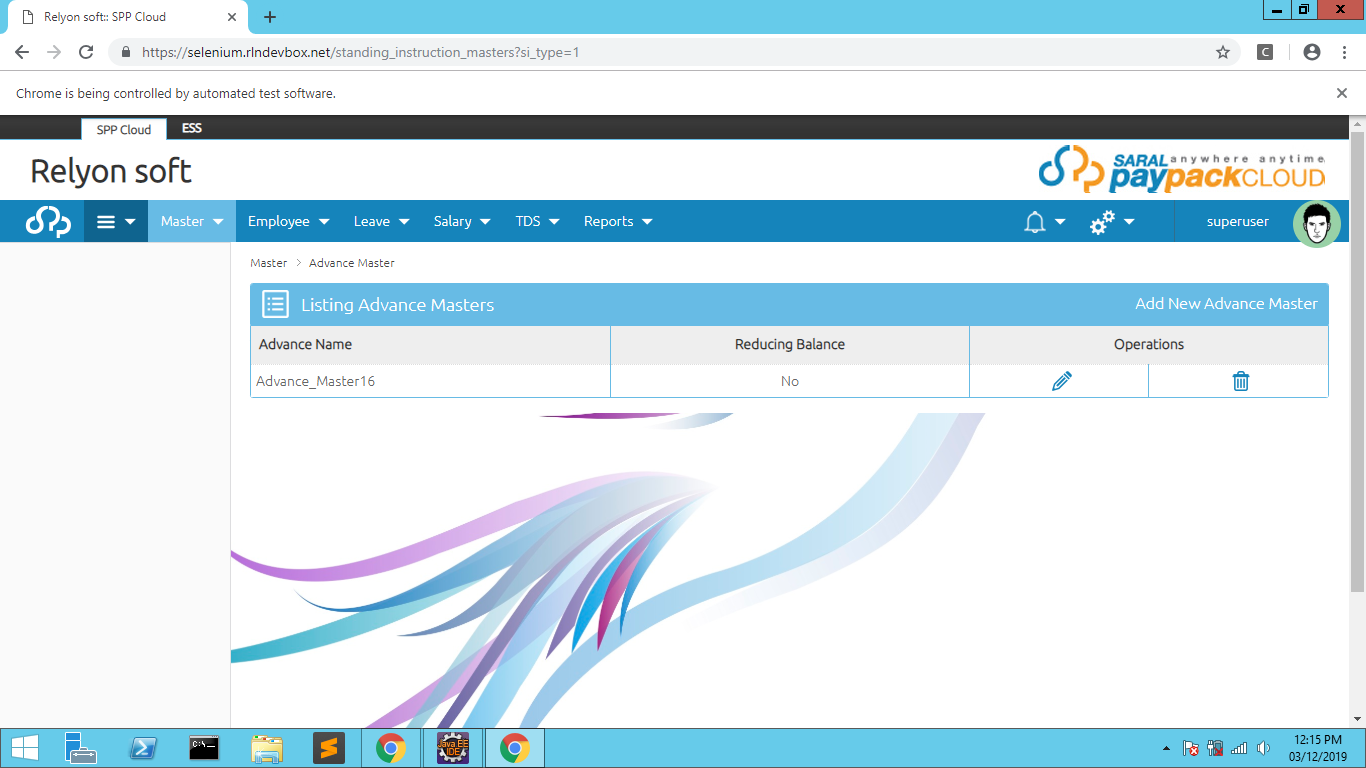 Relyon soft:: SPP Cloud
https://selenium.rlndevbox.net/standing_instruction_masters?si_type=1
C
Chrome is being controlled by automated test software.
SPP Cloud ESS
Relyon soft
SARAL anywhere anytime
paypackCLOUD
Master Employee Leave Salary TDS Reports superuser
Master > Advance Master
Listing Advance Masters Add New Advance Master
Advance Name Reducing Balance Operations
Advance_Master16 No
C:\_
Java EE
IDE
12:15 PM
03/12/2019